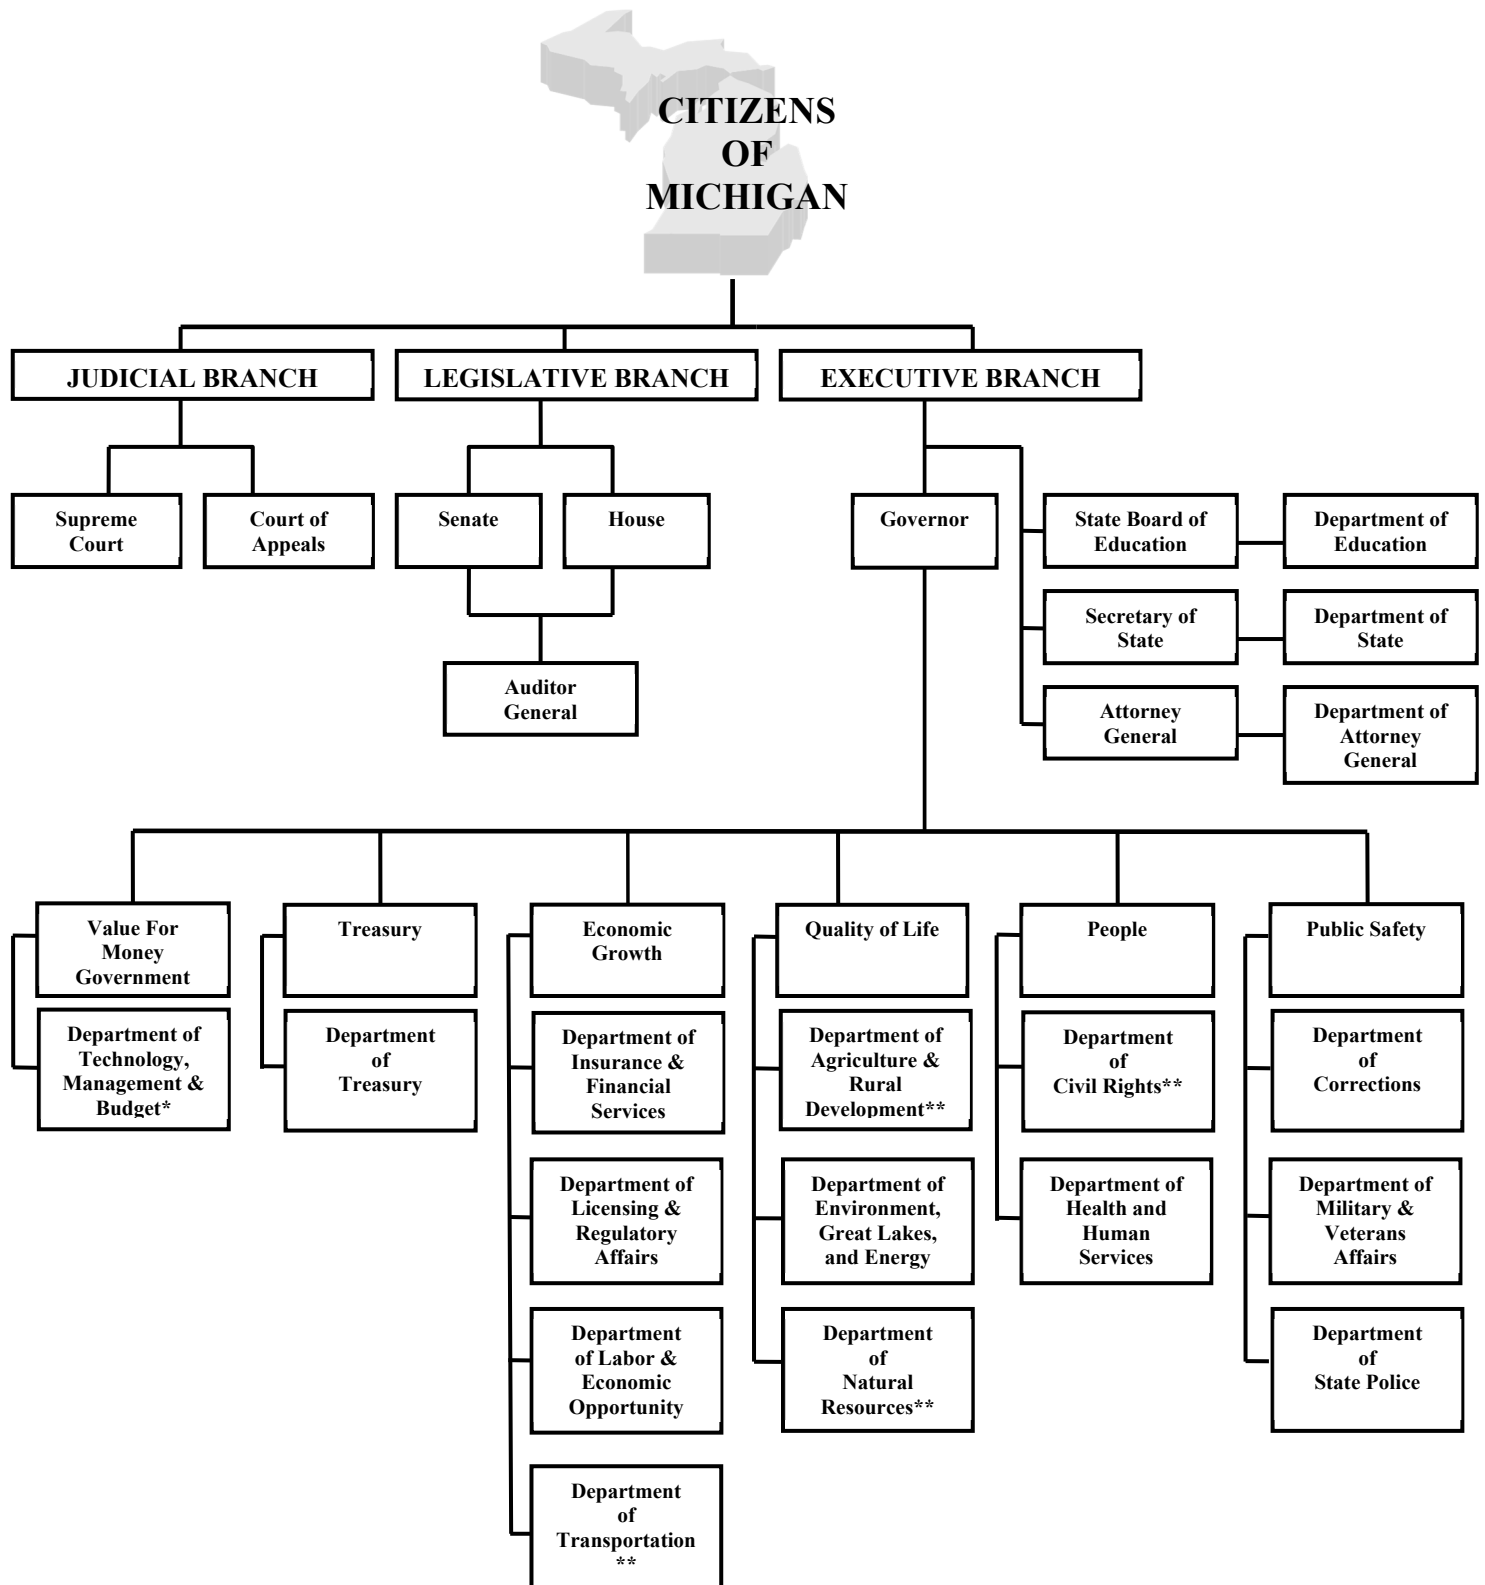 CITIZENS
OF
MICHIGAN
JUDICIAL BRANCH
LEGISLATIVE BRANCH
EXECUTIVE BRANCH
Supreme
Court
Court of
Appeals
Senate
House
Governor
State Board of
Education
Department of
Education
Secretary of
State
Department of
State
Auditor
General
Attorney
General
Department of
Attorney
General
Value For
Money
Government
Treasury
Economic
Growth
Quality of Life
People
Public Safety
Department of
Technology,
Management &
Budget*
Department
of
Treasury
Department of
Insurance &
Financial
Services
Department of
Agriculture &
Rural
Development**
Department
of
Civil Rights**
Department
of
Corrections
Department of
Licensing &
Regulatory
Affairs
Department of
Environment,
Great Lakes,
and Energy
Department of
Health and
Human
Services
Department of
Military &
Veterans
Affairs
Department
of Labor &
Economic
Opportunity
Department
of
Natural
Resources**
Department
of
State Police
Department
of
Transportation
**